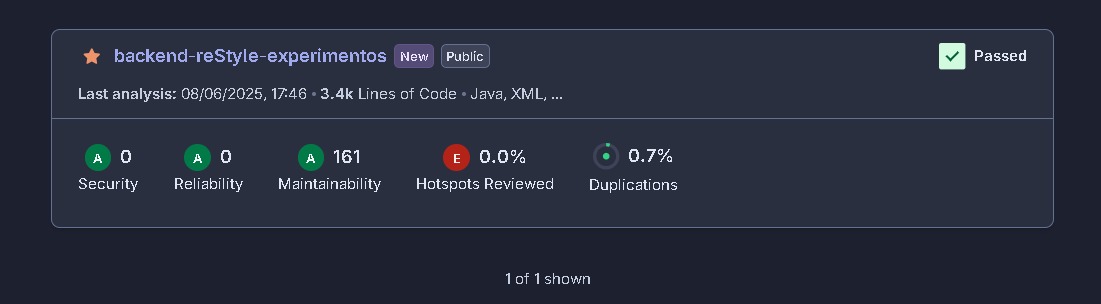 backend-reStyle-experimentos New Public Passed
Last analysis: 08/06/2025, 17:46 • 3.4k Lines of Code • Java, XML, ...
A 0 A 0 A 161 E 0.0% 0.7%
Security Reliability Maintainability Hotspots Reviewed Duplications
1 of 1 shown